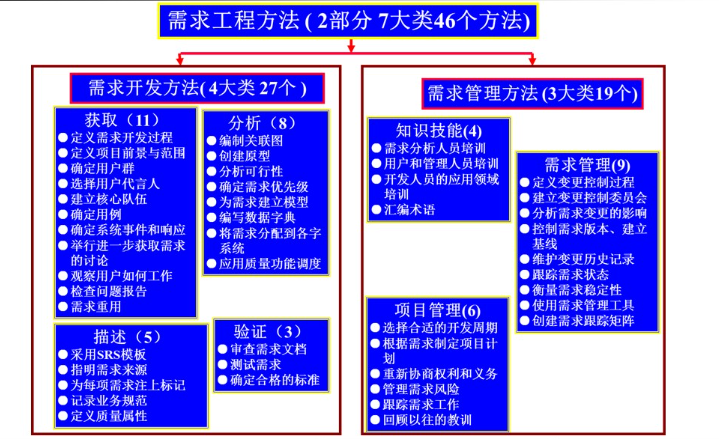 需求工程方法 ( 2部分 7大类46个方法)
需求开发方法( 4大类 27个 )
获取（11）
● 定义需求开发过程
● 定义项目前景与范围
● 确定用户群
● 选择用户代言人
● 建立核心队伍
● 确定用例
● 确定系统事件和响应
● 举行进一步获取需求
的讨论
● 观察用户如何工作
● 检查问题报告
● 需求重用
分析（8）
● 编制关联图
● 创建原型
● 分析可行性
● 确定需求优先级
● 为需求建立模型
● 编写数据字典
● 将需求分配到各字
系统
● 应用质量功能调度
描述（5）
● 采用SRS模板
● 指明需求来源
● 为每项需求注上标记
● 记录业务规范
● 定义质量属性
验证（3）
● 审查需求文档
● 测试需求
● 确定合格的标准
需求管理方法 (3大类19个)
知识技能(4)
● 需求分析人员培训
● 用户和管理人员培训
● 开发人员的应用领域
培训
● 汇编术语
需求管理(9)
● 定义变更控制过程
● 建立变更控制委员会
● 分析需求变更的影响
● 控制需求版本、建立
基线
● 维护变更历史记录
● 跟踪需求状态
● 衡量需求稳定性
● 使用需求管理工具
● 创建需求跟踪矩阵
项目管理(6)
● 选择合适的开发周期
● 根据需求制定项目计
划
● 重新协商权利和义务
● 管理需求风险
● 跟踪需求工作
● 回顾以往的教训